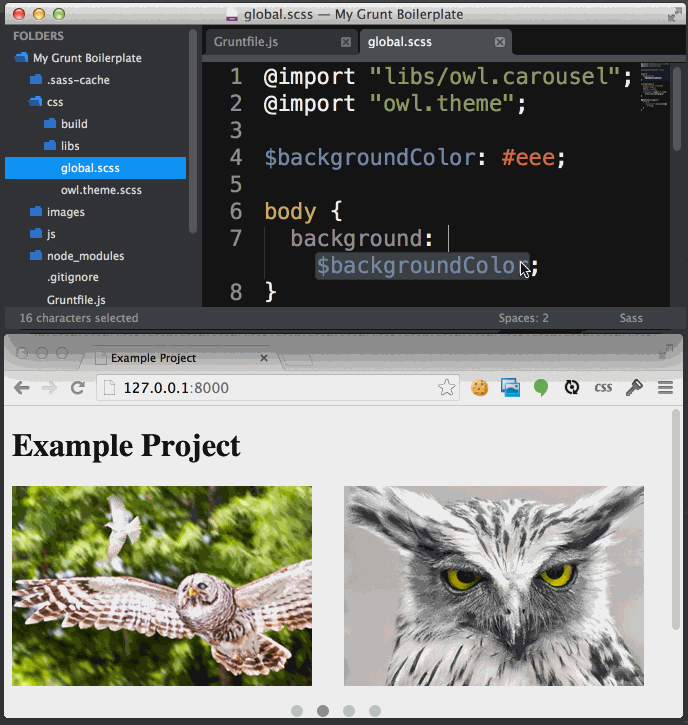 global.scss — My Grunt Boilerplate
FOLDERS
My Grunt Boilerplate
.sass-cache
css
build
libs
global.scss
owl.theme.scss
images
js
node_modules
.gitignore
Gruntfile.js
Gruntfile.js
global.scss
1 @import "libs/owl.carousel";
2 @import "owl.theme";
3
4 $backgroundColor: #eee;
5
6 body {
7 background:
$backgroundColor;
8 }
16 characters selected
Spaces: 2
Sass
Example Project
127.0.0.1:8000
css
Example Project